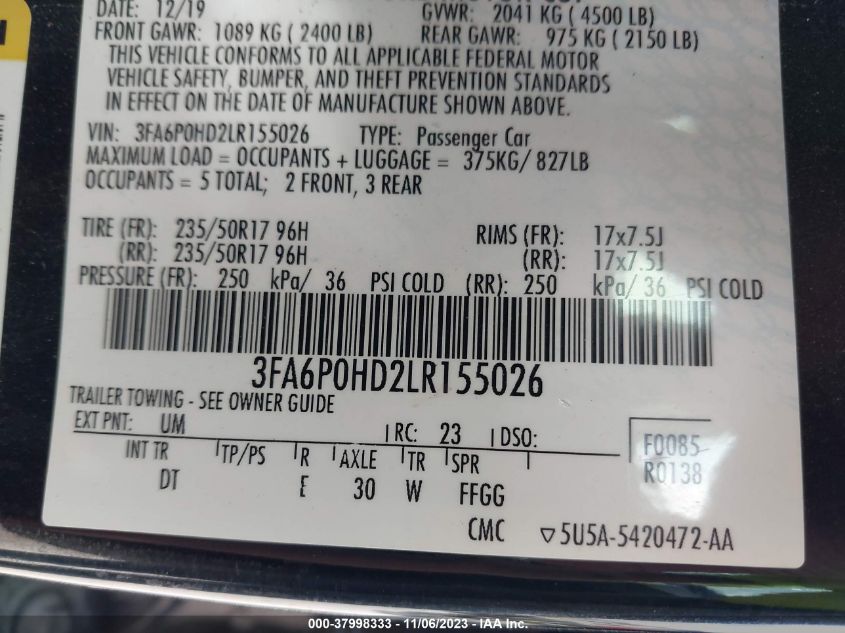 DATE: 12/19 GVWR: 2041 KG ( 4500 LB)
FRONT GAWR: 1089 KG ( 2400 LB) REAR GAWR: 975 KG ( 2150 LB)
THIS VEHICLE CONFORMS TO ALL APPLICABLE FEDERAL MOTOR
VEHICLE SAFETY, BUMPER, AND THEFT PREVENTION STANDARDS
IN EFFECT ON THE DATE OF MANUFACTURE SHOWN ABOVE.
VIN: 3FA6P0HD2LR155026 TYPE: Passenger Car
MAXIMUM LOAD = OCCUPANTS + LUGGAGE = 375KG/ 827LB
OCCUPANTS = 5 TOTAL; 2 FRONT, 3 REAR
TIRE (FR): 235/50R17 96H RIMS (FR): 17x7.5J
(RR): 235/50R17 96H (RR): 17x7.5J
PRESSURE (FR): 250 kPa/ 36 PSI COLD (RR): 250 kPa/ 36 PSI COLD
3FA6P0HD2LR155026
TRAILER TOWING - SEE OWNER GUIDE
EXT PNT: UM RC: 23 DSO: F0085
INT TR TP/PS R AXLE TR SPR R0138
DT E 30 W FFGG
CMC ▽5U5A-5420472-AA
000-37998333 - 11/06/2023 - IAA Inc.